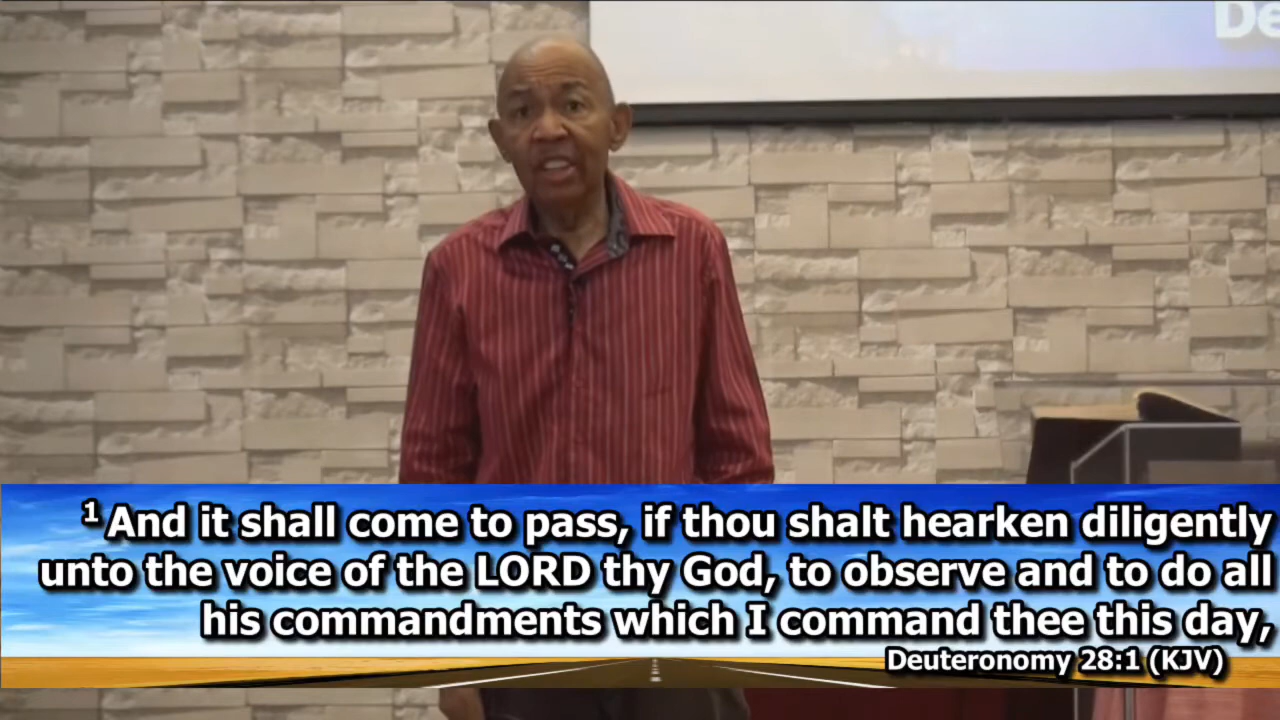 De
¹ And it shall come to pass, if thou shalt hearken diligently
unto the voice of the LORD thy God, to observe and to do all
his commandments which I command thee this day,
Deuteronomy 28:1 (KJV)